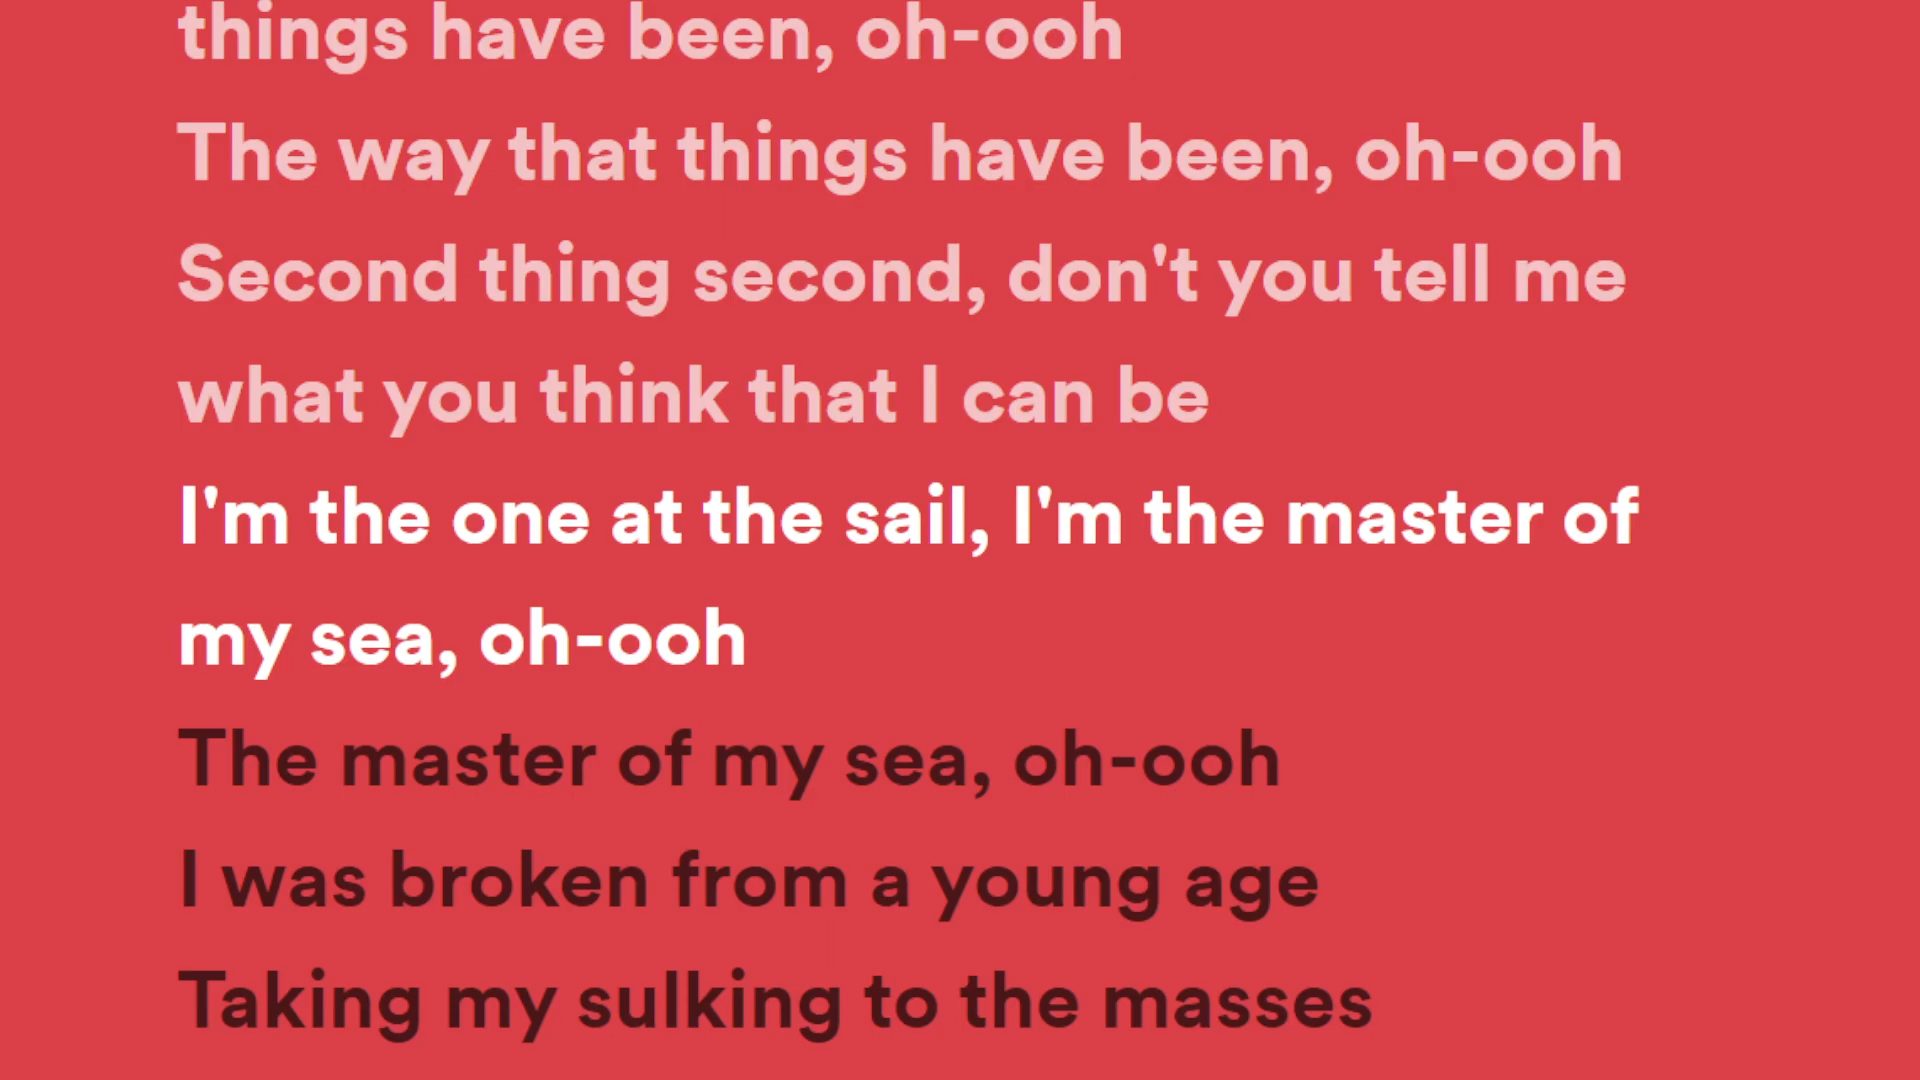 things have been, oh-ooh
The way that things have been, oh-ooh
Second thing second, don't you tell me
what you think that I can be
I'm the one at the sail, I'm the master of
my sea, oh-ooh
The master of my sea, oh-ooh
I was broken from a young age
Taking my sulking to the masses